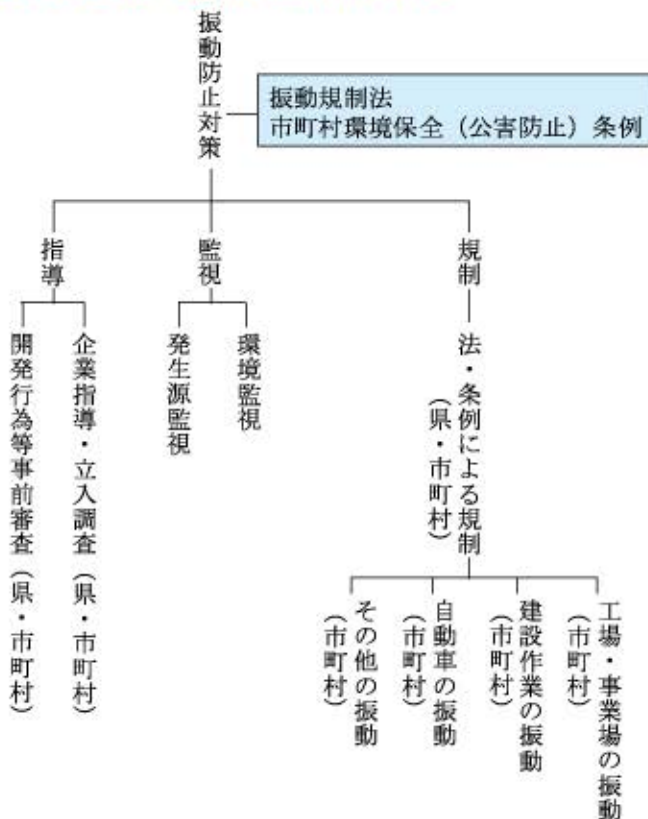 振動防止対策
振動規制法
市町村環境保全（公害防止）条例
規制
法・条例による規制
（県・市町村）
工場・事業場の振動
（市町村）
建設作業の振動
（市町村）
自動車の振動
（市町村）
その他の振動
（市町村）
監視
環境監視
発生源監視
指導
企業指導・立入調査（県・市町村）
開発行為等事前審査（県・市町村）